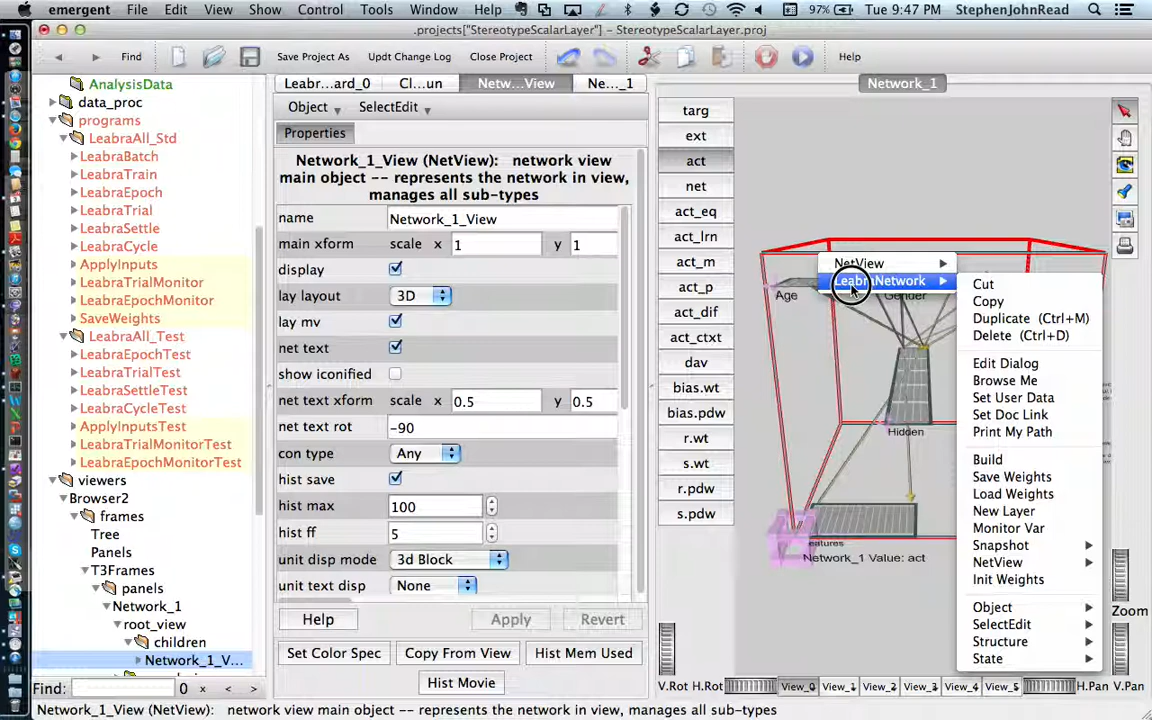 emergent File Edit View Show Control Tools Window Help 97% Tue 9:47 PM StephenJohnRead
.projects["StereotypeScalarLayer"] – StereotypeScalarLayer.proj
Find Save Project As Updt Change Log Close Project Help
AnalysisData
data_proc
programs
LeabraAll_Std
LeabraBatch
LeabraTrain
LeabraEpoch
LeabraTrial
LeabraSettle
LeabraCycle
ApplyInputs
LeabraTrialMonitor
LeabraEpochMonitor
SaveWeights
LeabraAll_Test
LeabraEpochTest
LeabraTrialTest
LeabraSettleTest
LeabraCycleTest
ApplyInputsTest
LeabraTrialMonitorTest
LeabraEpochMonitorTest
viewers
Browser2
frames
Tree
Panels
T3Frames
panels
Network_1
root_view
children
Network_1_V...
Find: 0 x < >
Leabr...ard_0 Cl...un Netw...View Ne..._1
Object SelectEdit
Properties
Network_1_View (NetView): network view
main object -- represents the network in view,
manages all sub-types
name Network_1_View
main xform scale x 1 y 1
display
lay layout 3D
lay mv
net text
show iconified
net text xform scale x 0.5 y 0.5
net text rot -90
con type Any
hist save
hist max 100
hist ff 5
unit disp mode 3d Block
unit text disp None
Help Apply Revert
Set Color Spec Copy From View Hist Mem Used
Hist Movie
Network_1
targ
ext
act
net
act_eq
act_lrn
act_m
act_p
act_dif
act_ctxt
dav
bias.wt
bias.pdw
r.wt
s.wt
r.pdw
s.pdw
Age
Gender
Hidden
Network_1 Value: act
NetView
LeabraNetwork
Cut
Copy
Duplicate (Ctrl+M)
Delete (Ctrl+D)
Edit Dialog
Browse Me
Set User Data
Set Doc Link
Print My Path
Build
Save Weights
Load Weights
New Layer
Monitor Var
Snapshot
NetView
Init Weights
Object
SelectEdit
Structure
State
Zoom
V.Rot H.Rot View_0 View_1 View_2 View_3 View_4 View_5 H.Pan V.Pan
Network_1_View (NetView): network view main object -- represents the network in view, manages all sub-types